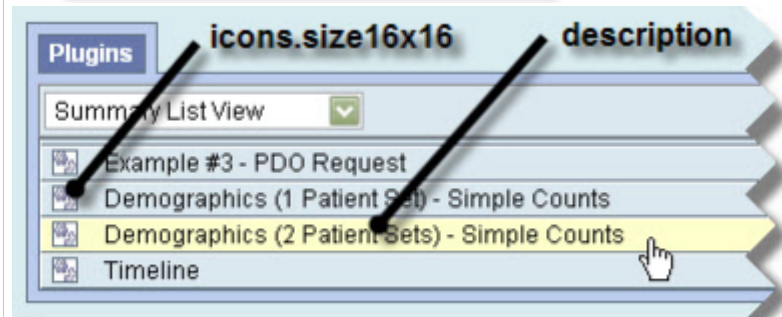 icons.size16x16 description
Plugins
Summary List View
Example #3 - PDO Request
Demographics (1 Patient Set) - Simple Counts
Demographics (2 Patient Sets) - Simple Counts
Timeline